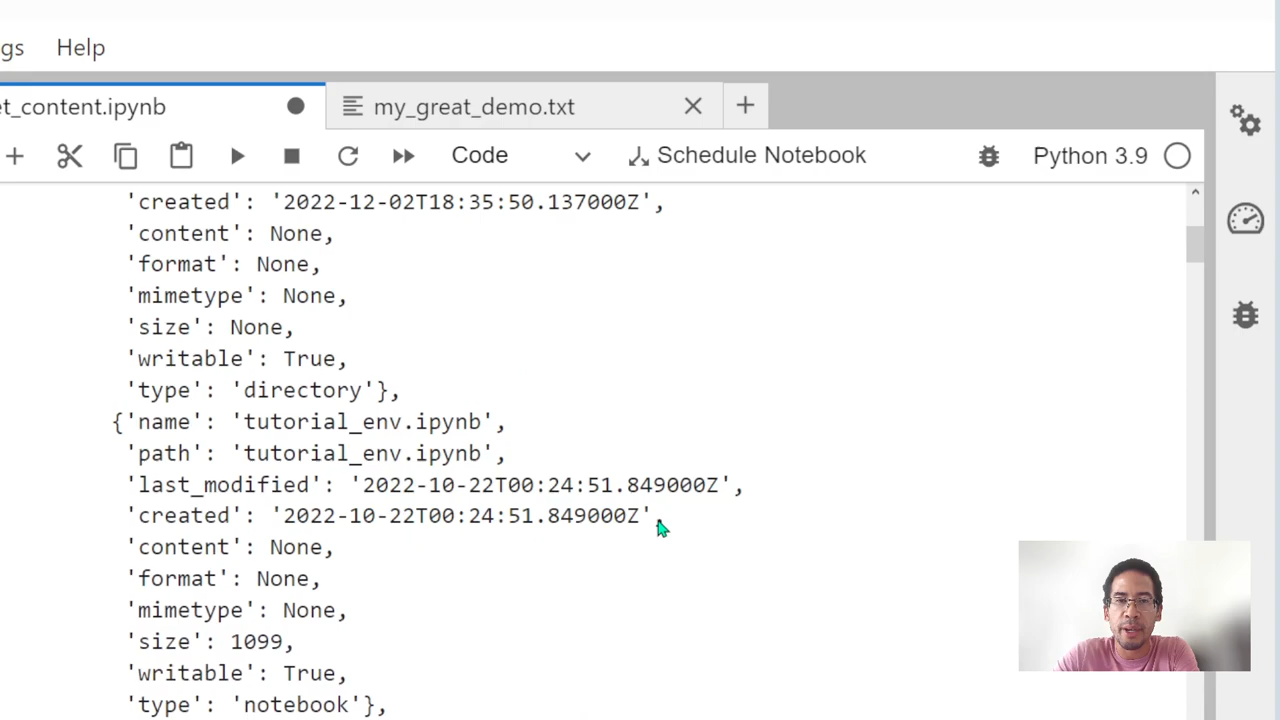 gs Help
et_content.ipynb my_great_demo.txt
Code Schedule Notebook Python 3.9
'created': '2022-12-02T18:35:50.137000Z',
'content': None,
'format': None,
'mimetype': None,
'size': None,
'writable': True,
'type': 'directory'},
{'name': 'tutorial_env.ipynb',
'path': 'tutorial_env.ipynb',
'last_modified': '2022-10-22T00:24:51.849000Z',
'created': '2022-10-22T00:24:51.849000Z',
'content': None,
'format': None,
'mimetype': None,
'size': 1099,
'writable': True,
'type': 'notebook'},